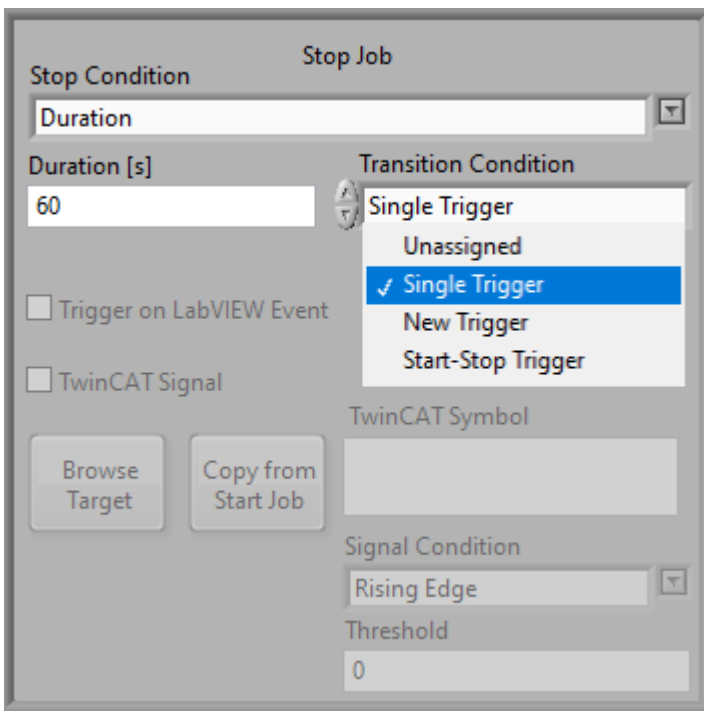 Stop Job
Stop Condition
Duration
Duration [s]
60
Transition Condition
Single Trigger
Unassigned
✓ Single Trigger
New Trigger
Start-Stop Trigger
Trigger on LabVIEW Event
TwinCAT Signal
Browse
Target
Copy from
Start Job
TwinCAT Symbol
Signal Condition
Rising Edge
Threshold
0